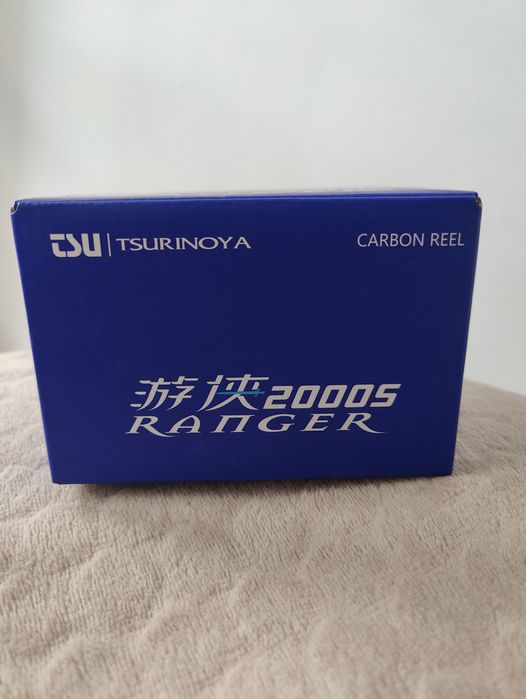 TSU | TSURINOYA
CARBON REEL
游侠2000S
RANGER